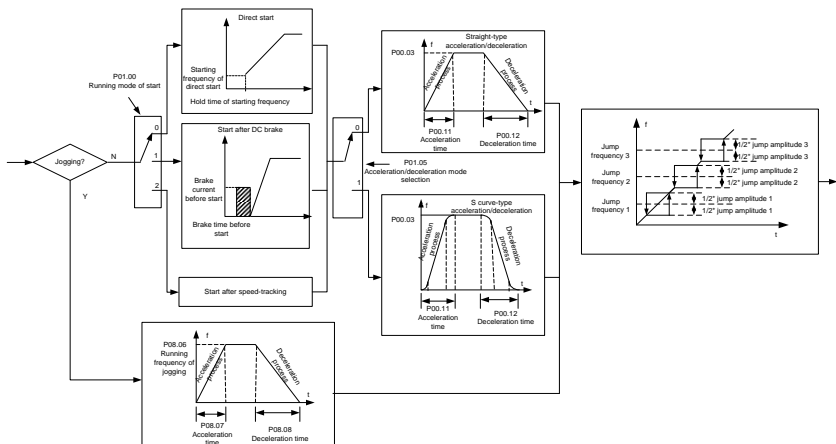 P01.00
Running mode of start
Jogging?
N
Y
0
1
2
Direct start
Starting
frequency of
direct start
Hold time of starting frequency
Start after DC brake
Brake
current
before start
Brake time before
start
Start after speed-tracking
0
1
P01.05
Acceleration/deceleration mode
selection
Straight-type
acceleration/deceleration
f
P00.03
Acceleration
process
Deceleration
process
t
P00.11
Acceleration
time
P00.12
Deceleration time
S curve-type
acceleration/deceleration
f
P00.03
Acceleration
process
Deceleration
process
t
P00.11
Acceleration
time
P00.12
Deceleration time
P08.06
Running
frequency of
jogging
f
Acceleration
process
Deceleration
process
t
P08.07
Acceleration
time
P08.08
Deceleration time
f
Jump
frequency 3
Jump
frequency 2
Jump
frequency 1
1/2* jump amplitude 3
1/2* jump amplitude 3
1/2* jump amplitude 2
1/2* jump amplitude 2
1/2* jump amplitude 1
1/2* jump amplitude 1
t